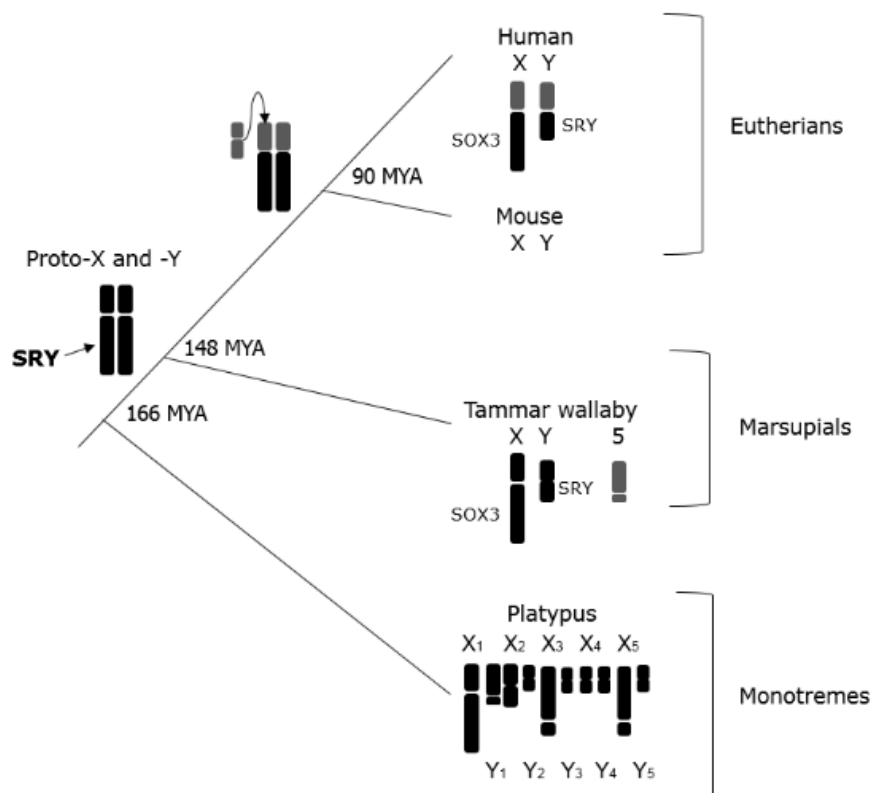 Human
X Y
SOX3
SRY
Eutherians
90 MYA
Mouse
X Y
Proto-X and -Y
SRY
148 MYA
166 MYA
Tammar wallaby
X Y 5
SRY
SOX3
Marsupials
Platypus
X1 X2 X3 X4 X5
Monotremes
Y1 Y2 Y3 Y4 Y5